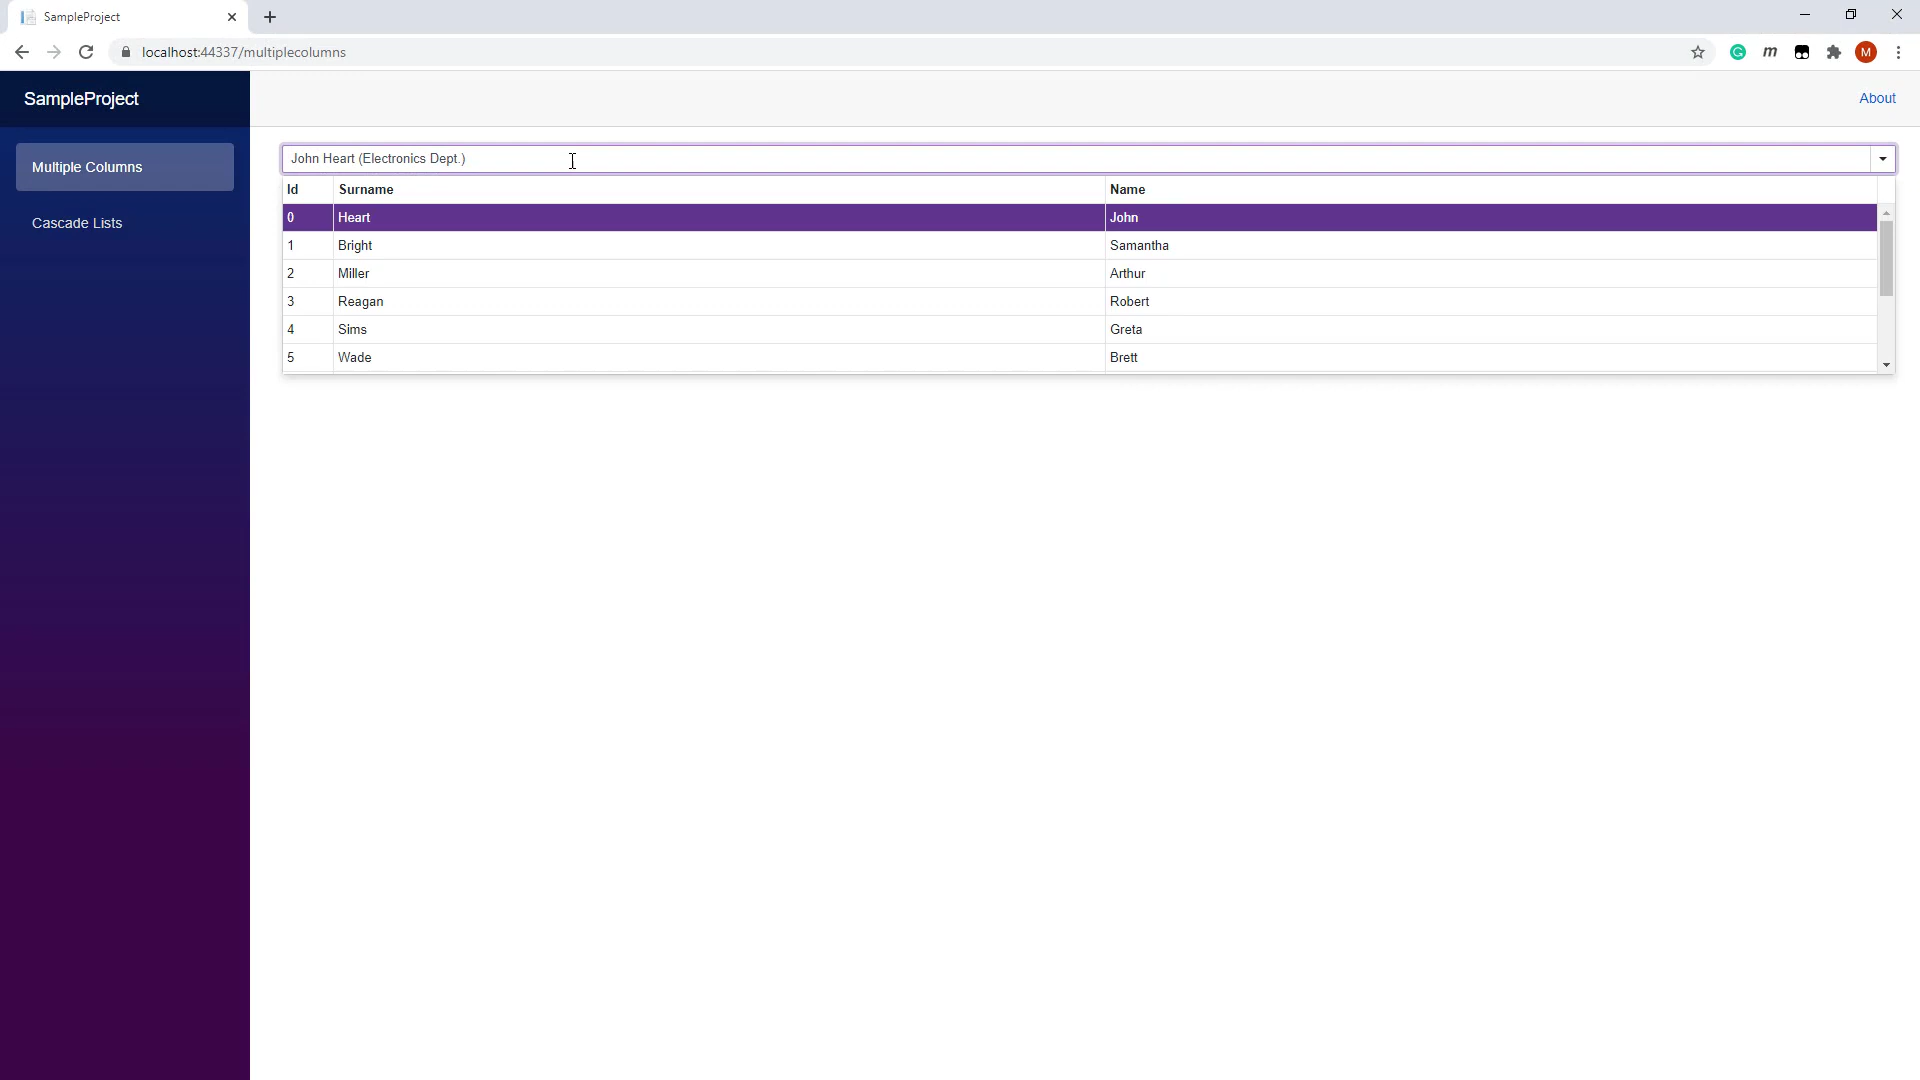 SampleProject
localhost:44337/multiplecolumns
m
M
SampleProject
About
Multiple Columns
Cascade Lists
John Heart (Electronics Dept.)
Id Surname Name
0 Heart John
1 Bright Samantha
2 Miller Arthur
3 Reagan Robert
4 Sims Greta
5 Wade Brett